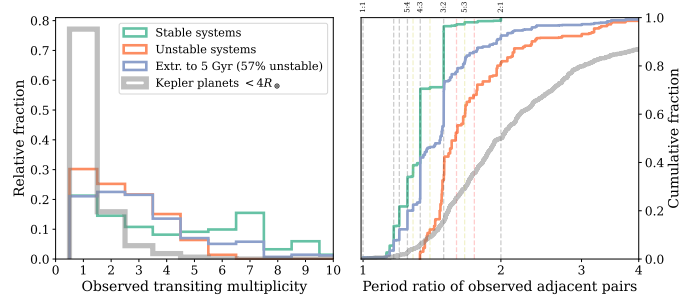 1:1 5:4 4:3 3:2 5:3 2:1
0.8
0.7
0.6
0.5
0.4
0.3
0.2
0.1
0.0
Relative fraction
Stable systems
Unstable systems
Extr. to 5 Gyr (57% unstable)
Kepler planets < 4R⊕
0 1 2 3 4 5 6 7 8 9 10
Observed transiting multiplicity
1.0
0.8
0.6
0.4
0.2
0.0
Cumulative fraction
1 2 3 4
Period ratio of observed adjacent pairs